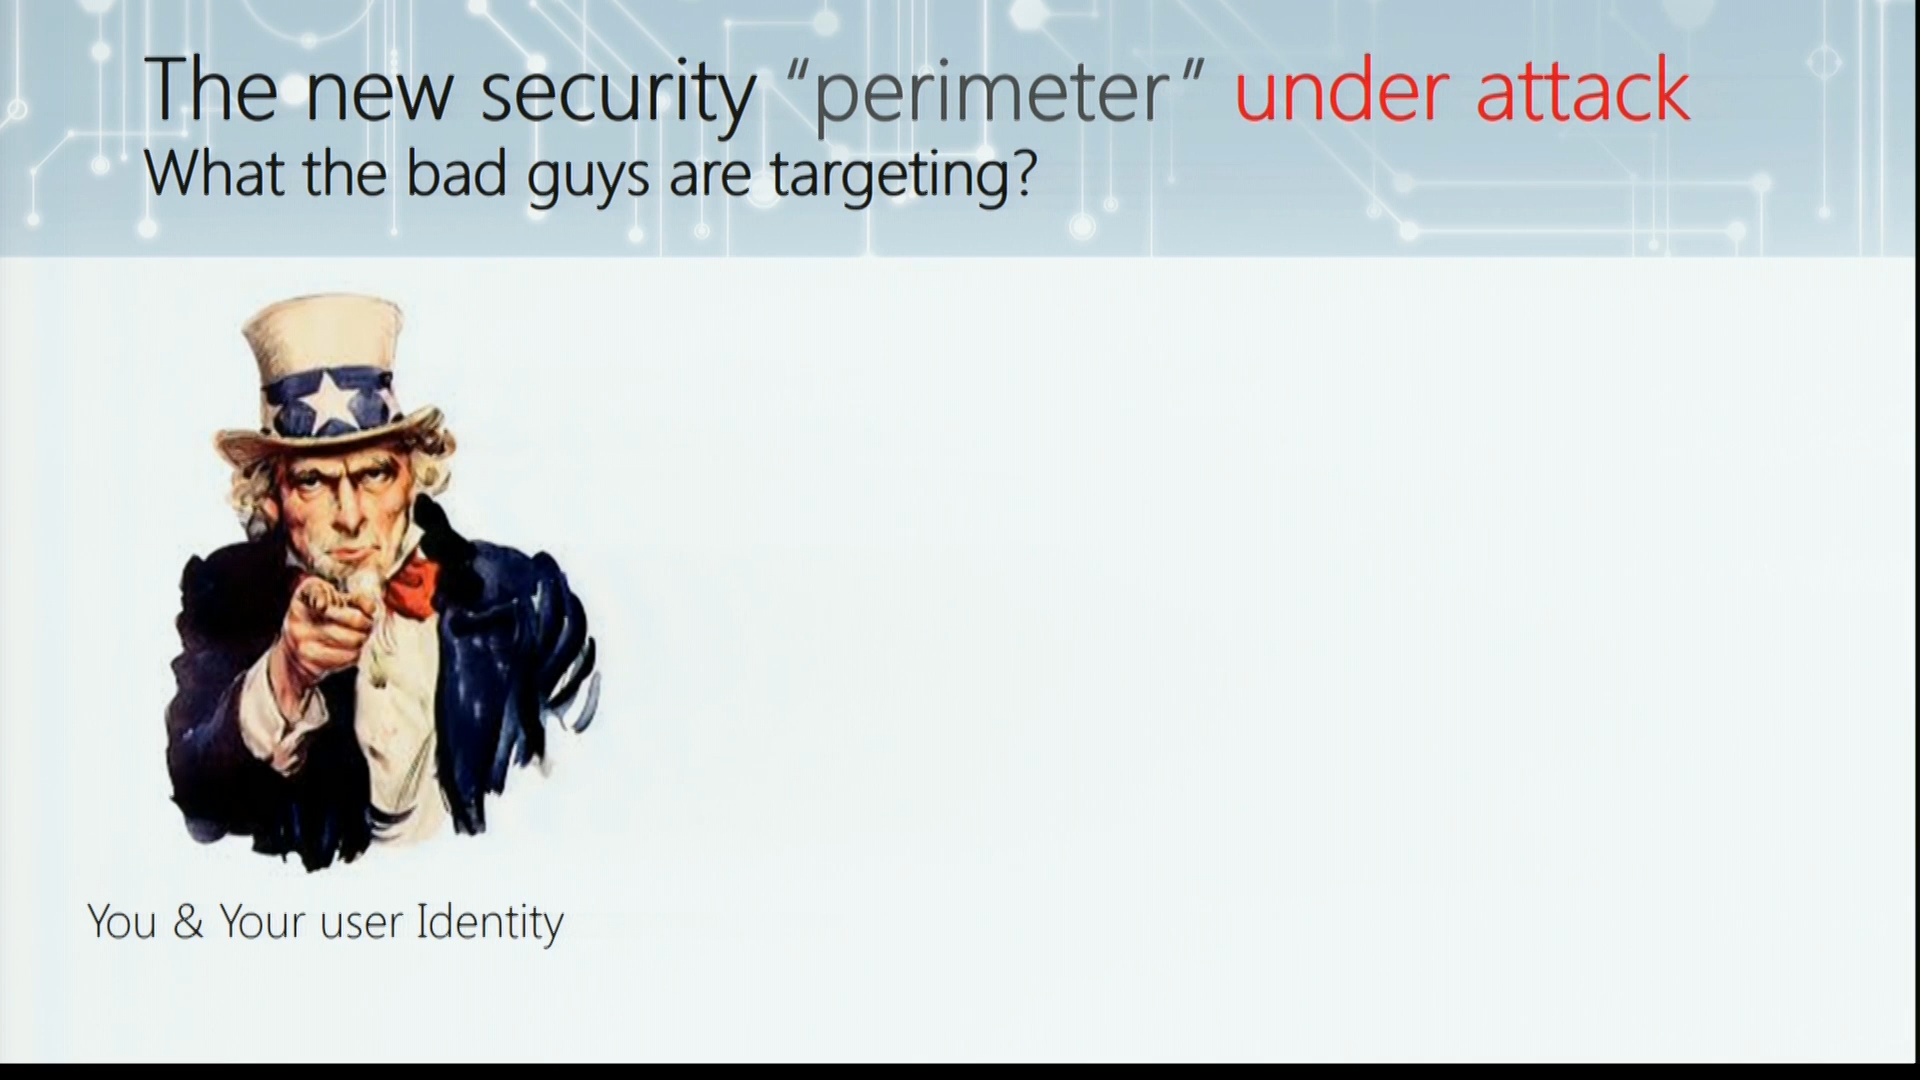 The new security “perimeter” under attack
What the bad guys are targeting?
You & Your user Identity